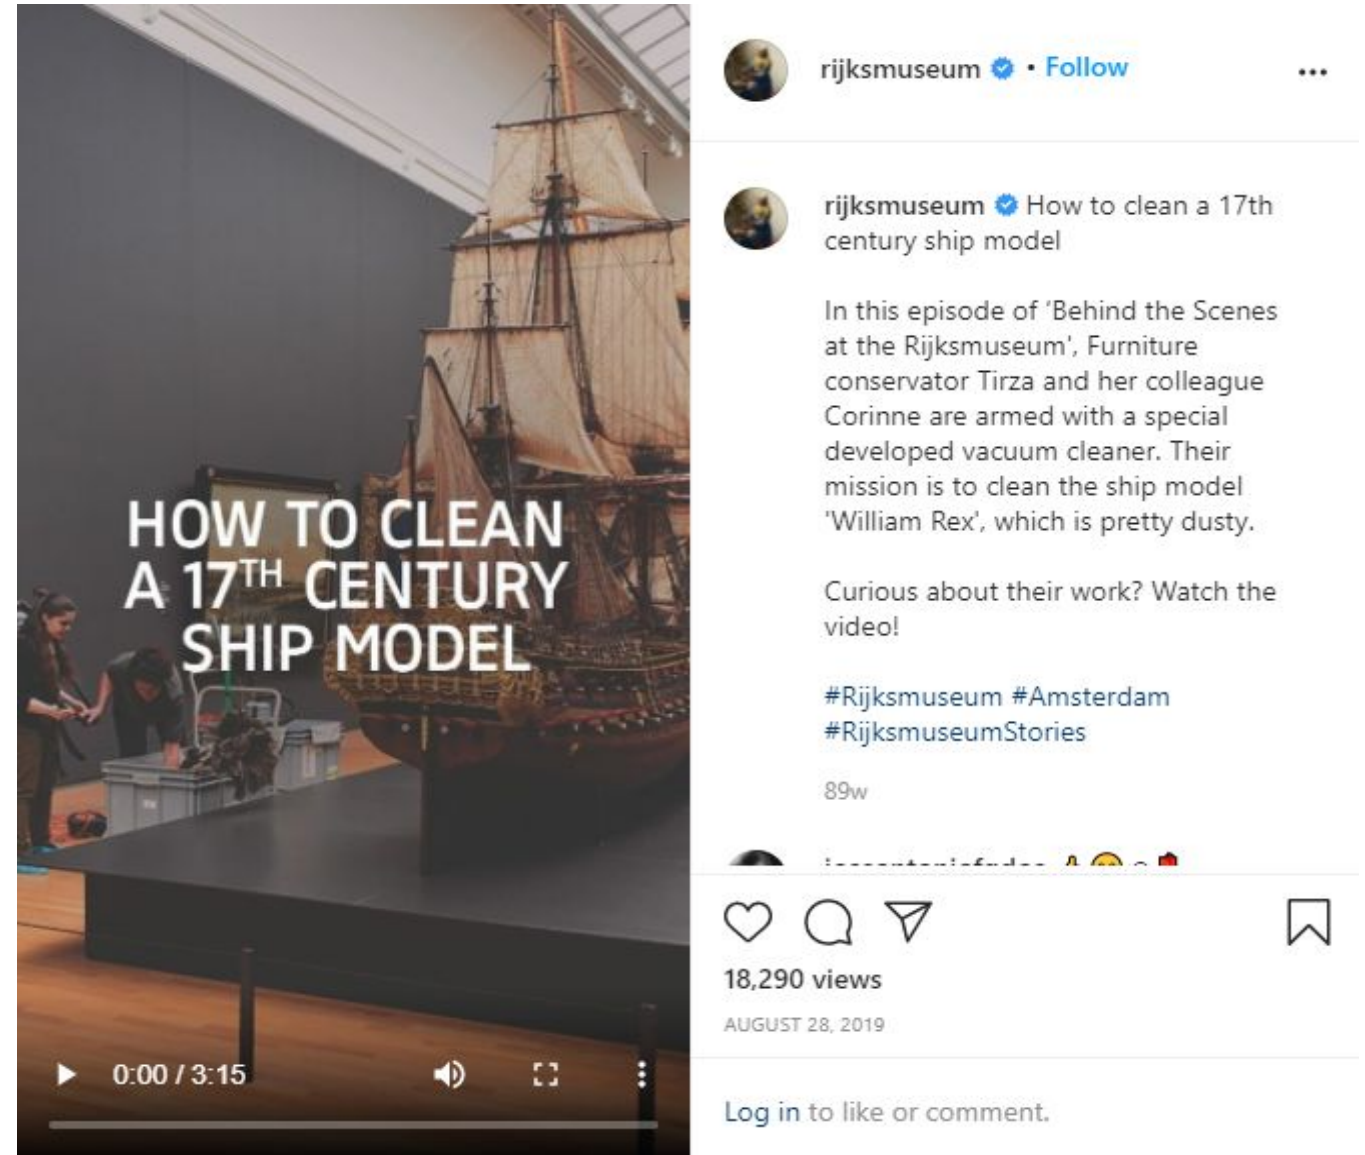 HOW TO CLEAN
A 17TH CENTURY
SHIP MODEL
0:00 / 3:15
rijksmuseum • Follow
rijksmuseum How to clean a 17th
century ship model
In this episode of ‘Behind the Scenes
at the Rijksmuseum', Furniture
conservator Tirza and her colleague
Corinne are armed with a special
developed vacuum cleaner. Their
mission is to clean the ship model
'William Rex', which is pretty dusty.
Curious about their work? Watch the
video!
#Rijksmuseum #Amsterdam
#RijksmuseumStories
89w
18,290 views
AUGUST 28, 2019
Log in to like or comment.